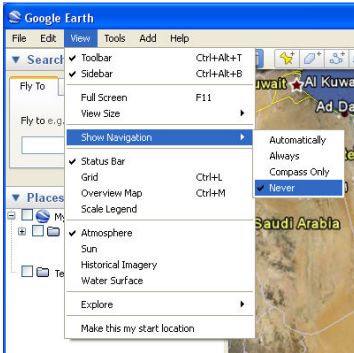 Google Earth
File Edit View Tools Add Help
Search
Fly To
Fly to e.g.
Places
Toolbar Ctrl+Alt+T
Sidebar Ctrl+Alt+B
Full Screen F11
View Size
Show Navigation
Automatically
Always
Compass Only
Never
Status Bar
Grid Ctrl+L
Overview Map Ctrl+M
Scale Legend
Atmosphere
Sun
Historical Imagery
Water Surface
Explore
Make this my start location
My
Te
uwait Al Kuwa
Ad Da
Saudi Arabia